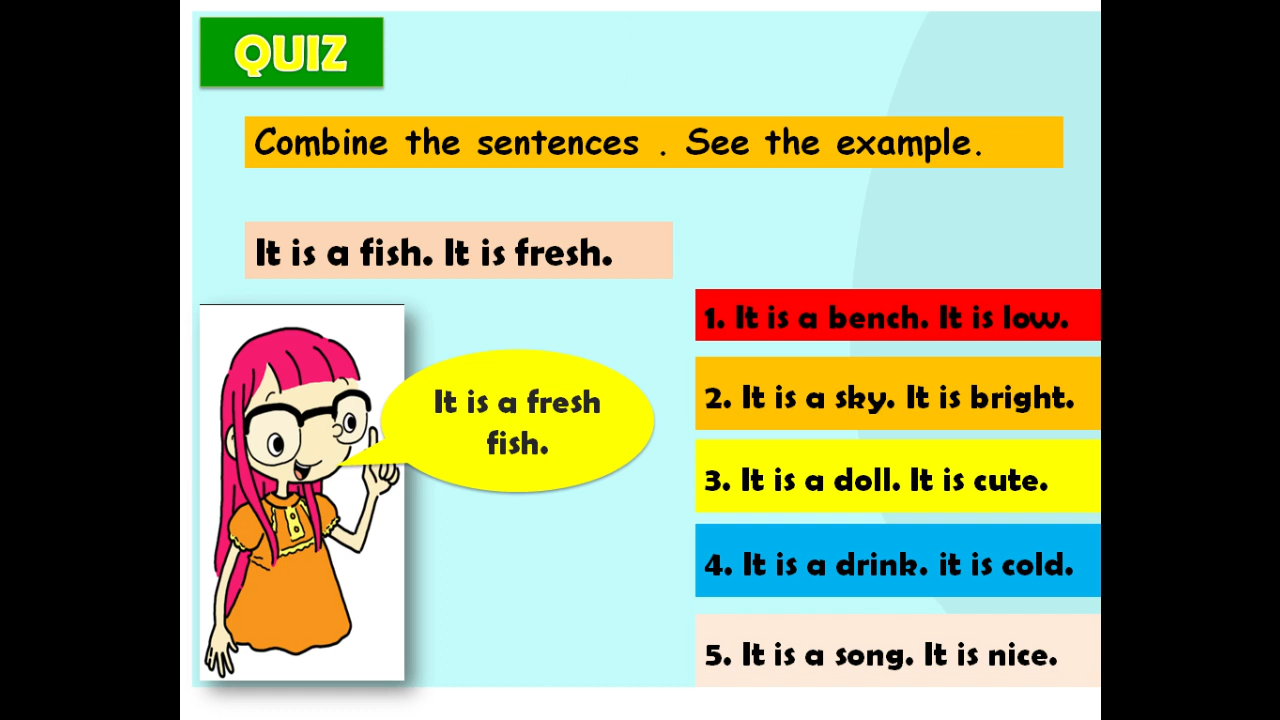 QUIZ
Combine the sentences . See the example.
It is a fish. It is fresh.
It is a fresh
fish.
1. It is a bench. It is low.
2. It is a sky. It is bright.
3. It is a doll. It is cute.
4. It is a drink. it is cold.
5. It is a song. It is nice.